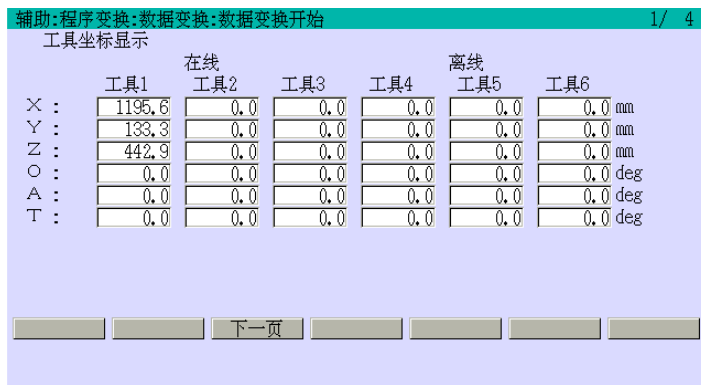 辅助:程序变换:数据变换:数据变换开始 1/ 4
工具坐标显示
在线 离线
工具1 工具2 工具3 工具4 工具5 工具6
X : 1195.6 0.0 0.0 0.0 0.0 0.0 mm
Y : 133.3 0.0 0.0 0.0 0.0 0.0 mm
Z : 442.9 0.0 0.0 0.0 0.0 0.0 mm
O : 0.0 0.0 0.0 0.0 0.0 0.0 deg
A : 0.0 0.0 0.0 0.0 0.0 0.0 deg
T : 0.0 0.0 0.0 0.0 0.0 0.0 deg
下一页